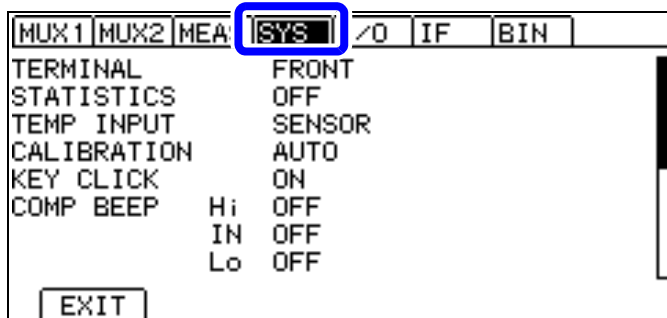 MUX1 MUX2 MEA SYS /O IF BIN
TERMINAL FRONT
STATISTICS OFF
TEMP INPUT SENSOR
CALIBRATION AUTO
KEY CLICK ON
COMP BEEP Hi OFF
IN OFF
Lo OFF
EXIT